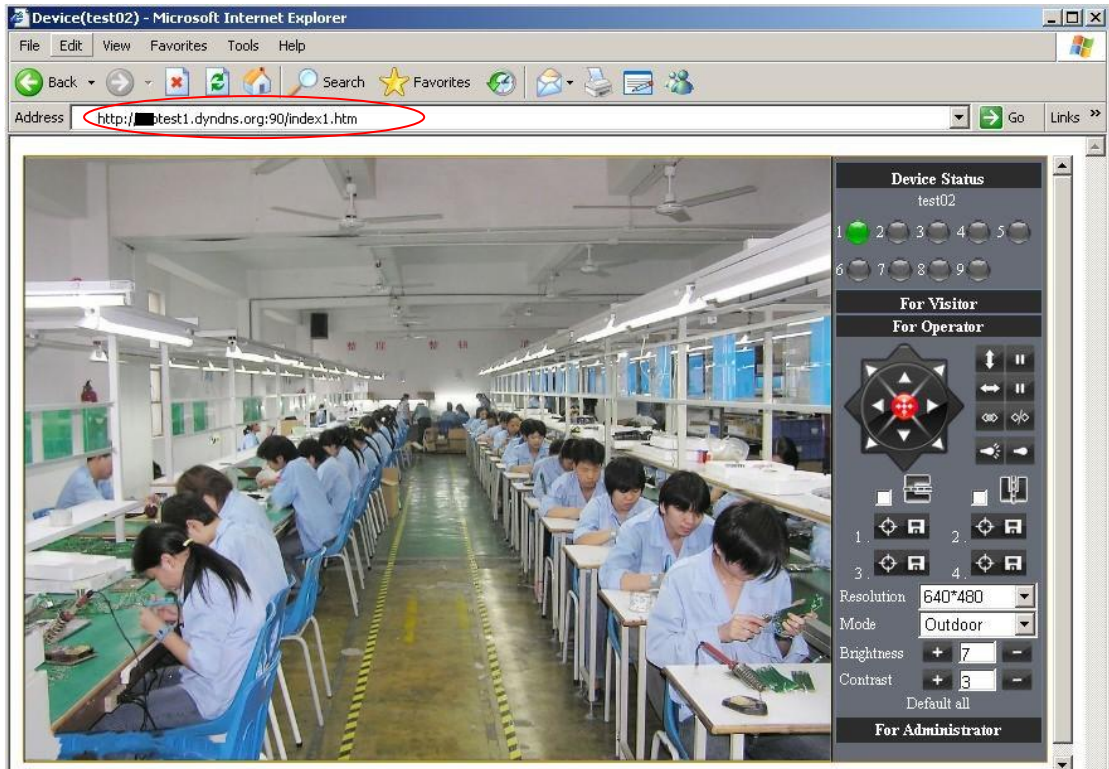 Device(test02) - Microsoft Internet Explorer
File Edit View Favorites Tools Help
Back Search Favorites
Address http://test1.dyndns.org:90/index1.htm Go Links »
Device Status
test02
1 2 3 4 5
6 7 8 9
For Visitor
For Operator
1. 2.
3. 4.
Resolution 640*480
Mode Outdoor
Brightness + 7 -
Contrast + 3 -
Default all
For Administrator